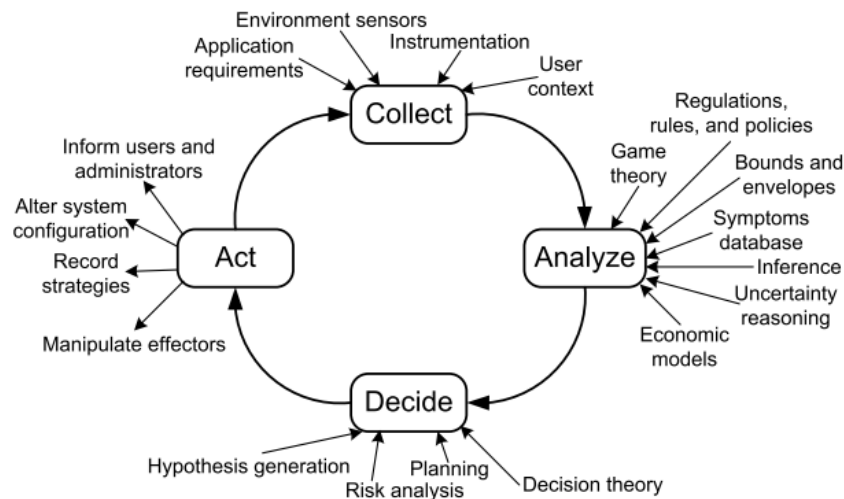 Environment sensors
Application
requirements
Instrumentation
User
context
Collect
Regulations,
rules, and policies
Game
theory
Bounds and
envelopes
Symptoms
database
Inference
Uncertainty
reasoning
Economic
models
Analyze
Inform users and
administrators
Alter system
configuration
Record
strategies
Manipulate effectors
Act
Decide
Hypothesis generation
Risk analysis
Planning
Decision theory